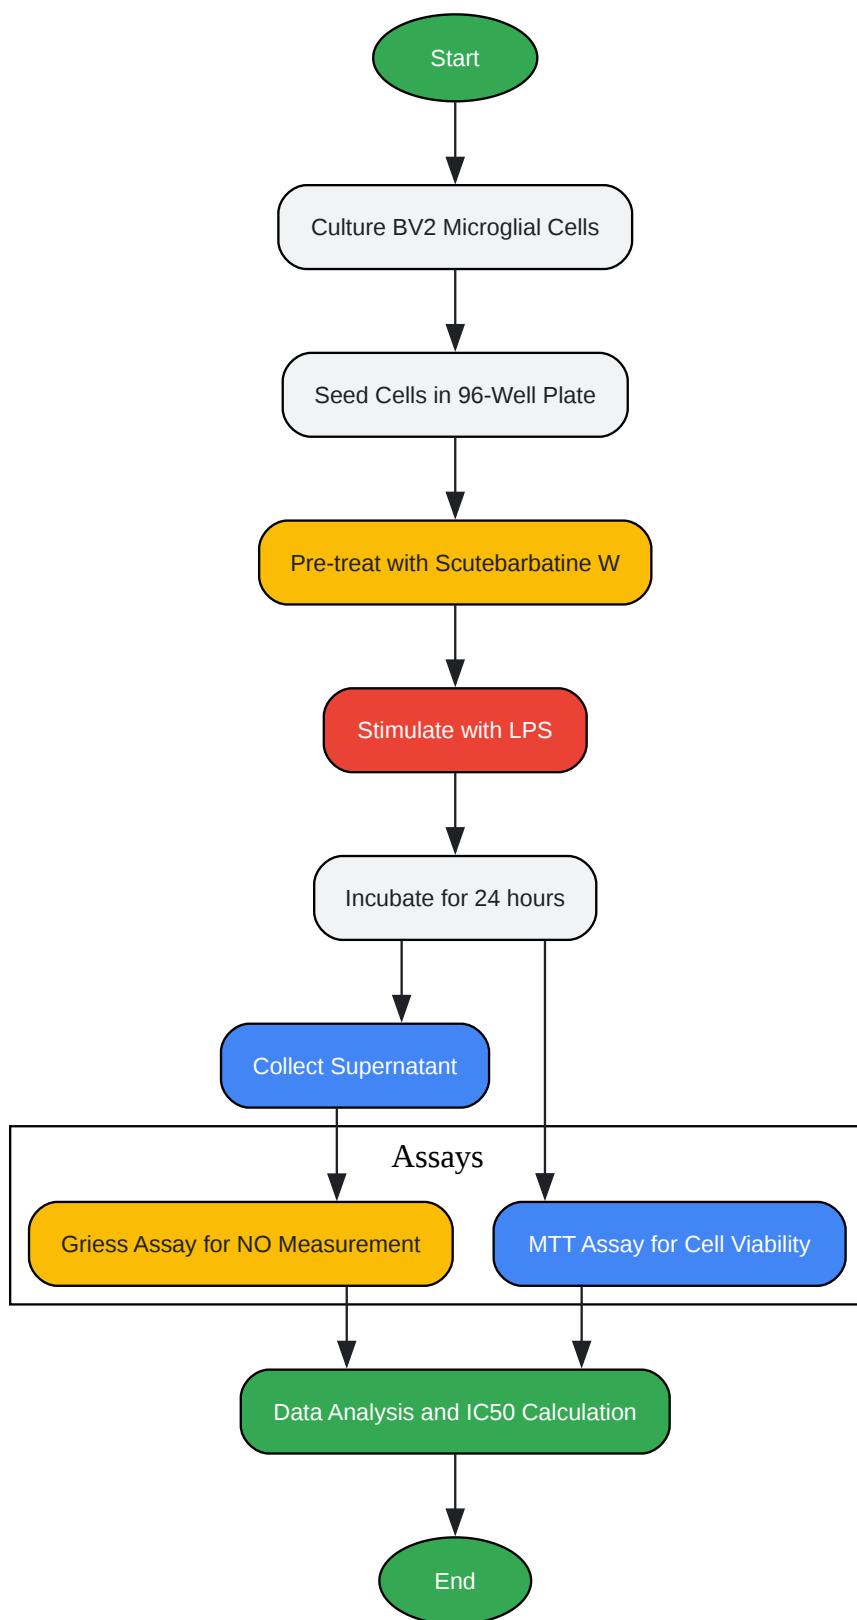 Start
Culture BV2 Microglial Cells
Seed Cells in 96-Well Plate
Pre-treat with Scutebarbatine W
Stimulate with LPS
Incubate for 24 hours
Collect Supernatant
Assays
Griess Assay for NO Measurement
MTT Assay for Cell Viability
Data Analysis and IC50 Calculation
End